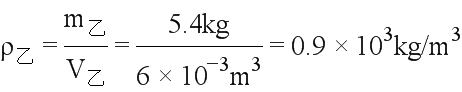 ρ乙 = m乙/V乙 = 5.4kg/6 × 10⁻³m³ = 0.9 × 10³kg/m³